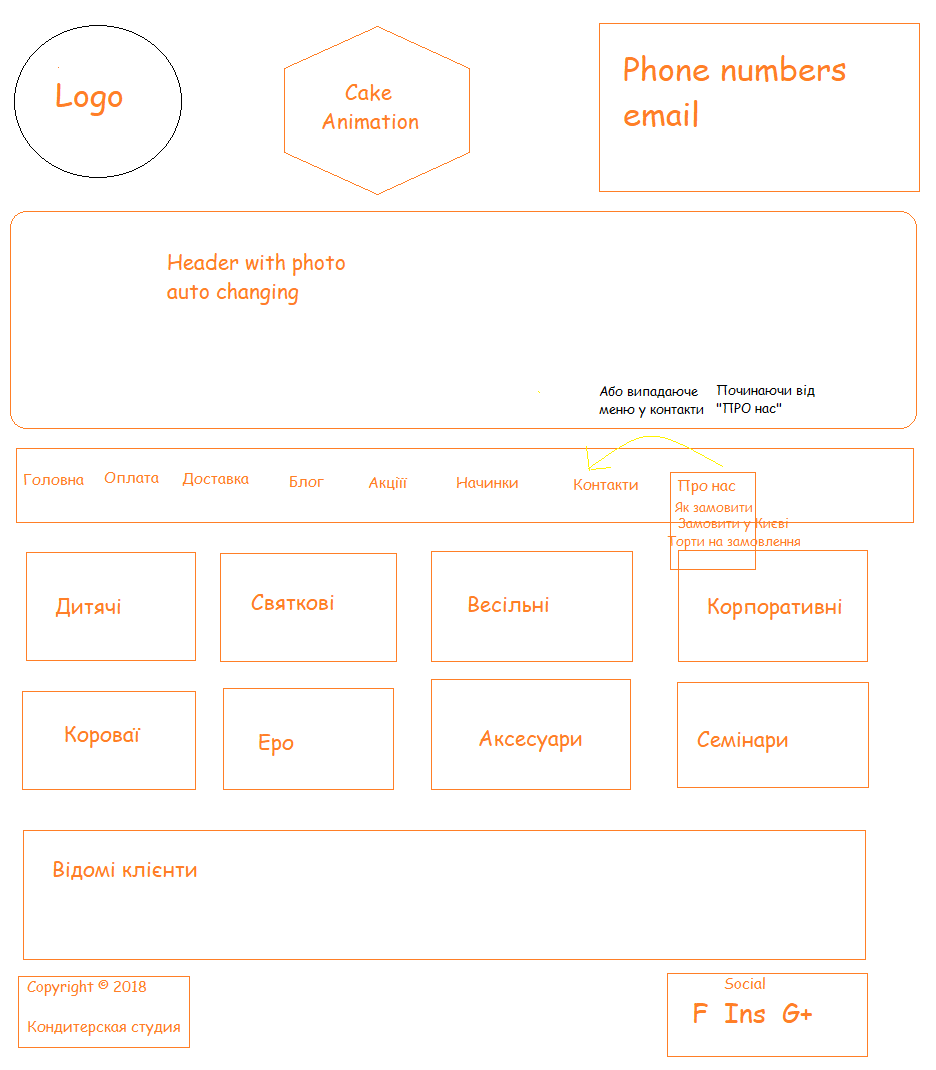 Logo
Cake
Animation
Phone numbers
email
Header with photo
auto changing
Або випадаюче
меню у контакти
Починаючи від
"ПРО нас"
Головна
Оплата
Доставка
Блог
Акціїї
Начинки
Контакти
Про нас
Як замовити
Замовити у Києві
Торти на замовлення
Дитячі
Святкові
Весільні
Корпоративні
Короваї
Еро
Аксесуари
Семінари
Відомі клієнти
Copyright © 2018
Кондитерская студия
Social
F Ins G+